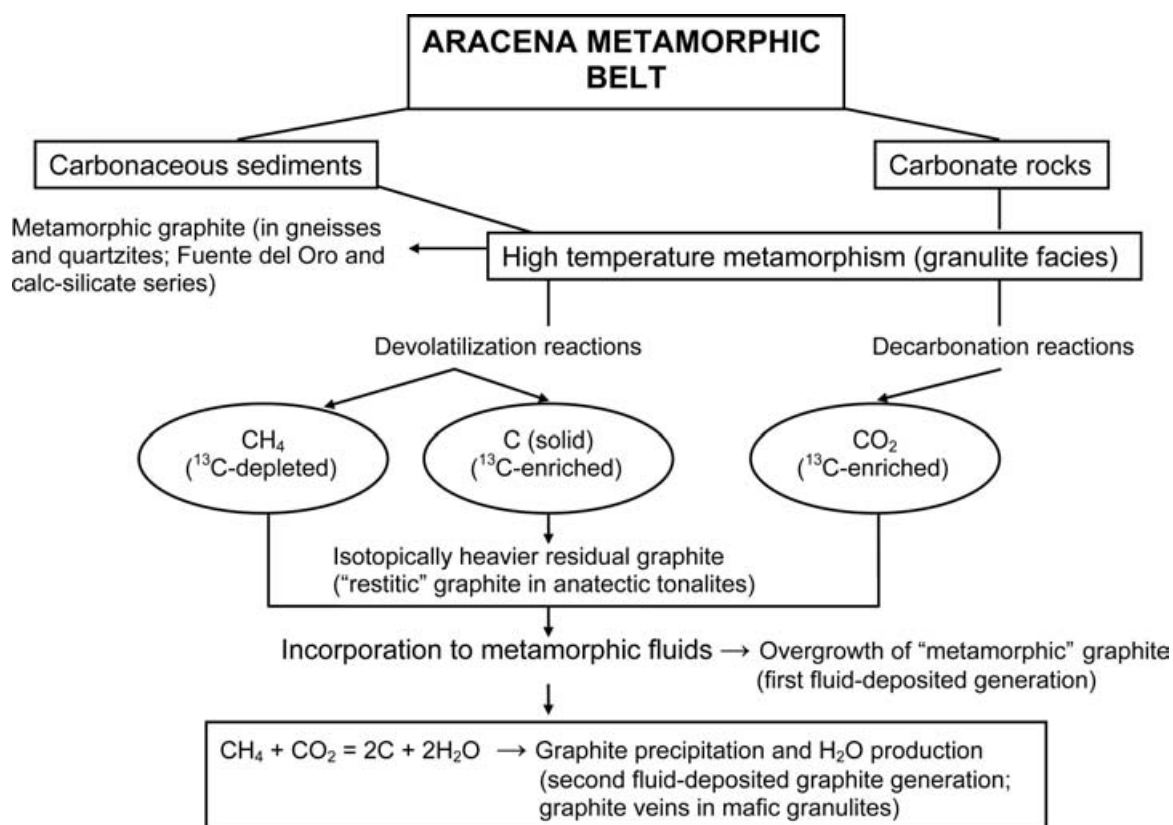 ARACENA METAMORPHIC
BELT
Carbonaceous sediments
Carbonate rocks
Metamorphic graphite (in gneisses
and quartzites; Fuente del Oro and
calc-silicate series)
High temperature metamorphism (granulite facies)
Devolatilization reactions
Decarbonation reactions
CH₄
(¹³C-depleted)
C (solid)
(¹³C-enriched)
CO₂
(¹³C-enriched)
Isotopically heavier residual graphite
(“restitic” graphite in anatectic tonalites)
Incorporation to metamorphic fluids → Overgrowth of “metamorphic” graphite
(first fluid-deposited generation)
CH₄ + CO₂ = 2C + 2H₂O → Graphite precipitation and H₂O production
(second fluid-deposited graphite generation;
graphite veins in mafic granulites)